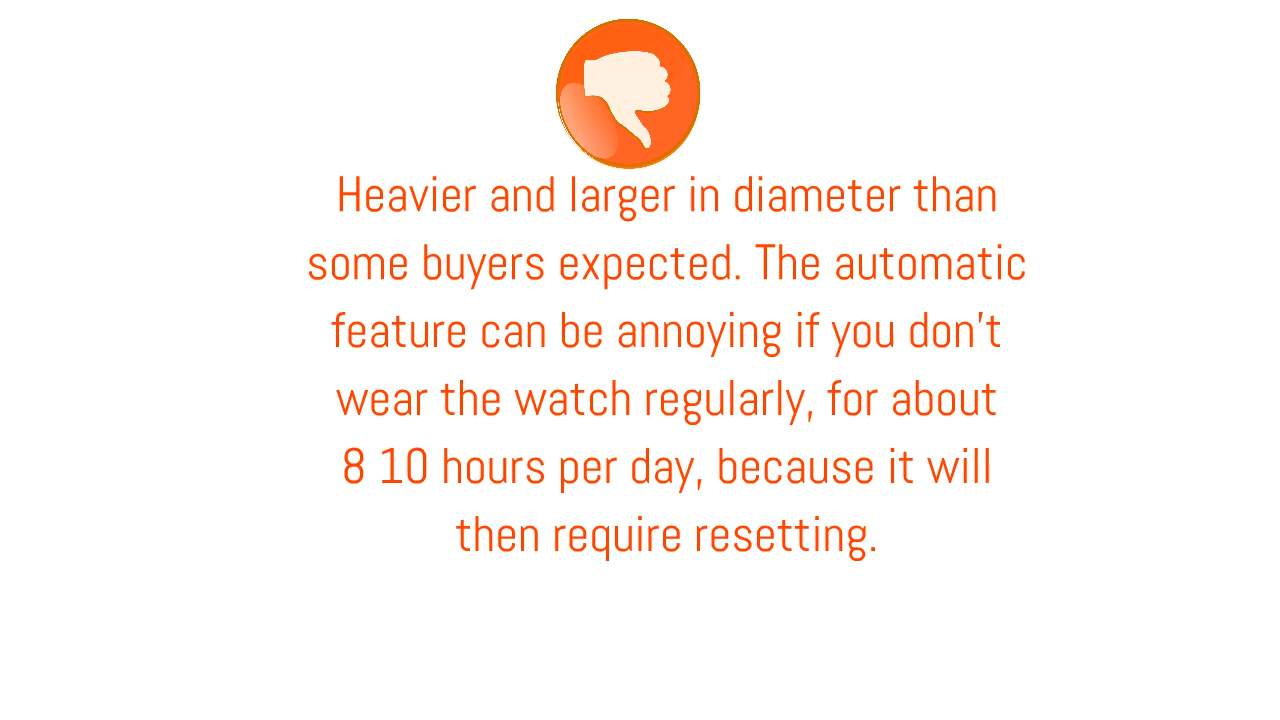 Heavier and larger in diameter than
some buyers expected. The automatic
feature can be annoying if you don't
wear the watch regularly, for about
8 10 hours per day, because it will
then require resetting.